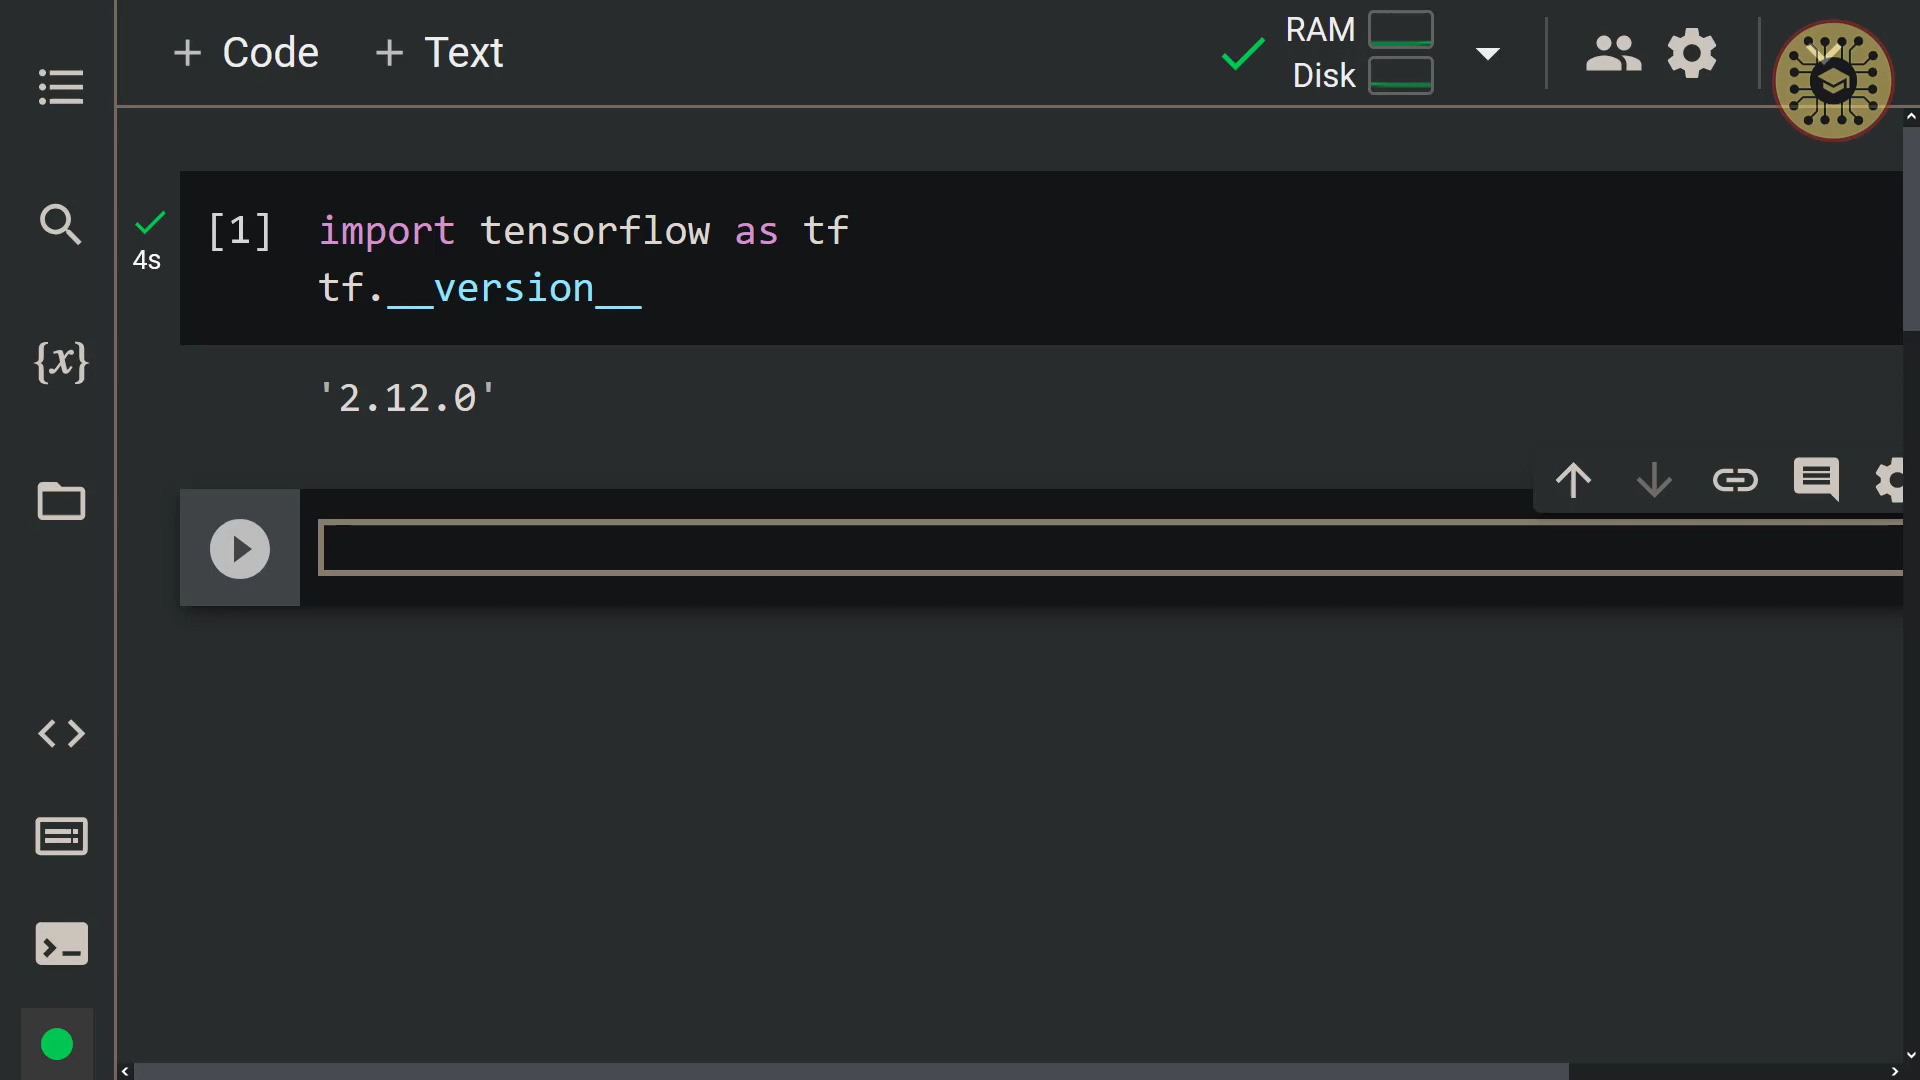 + Code + Text
RAM
Disk
[1] import tensorflow as tf
4s
tf.__version__
'2.12.0'
{x}